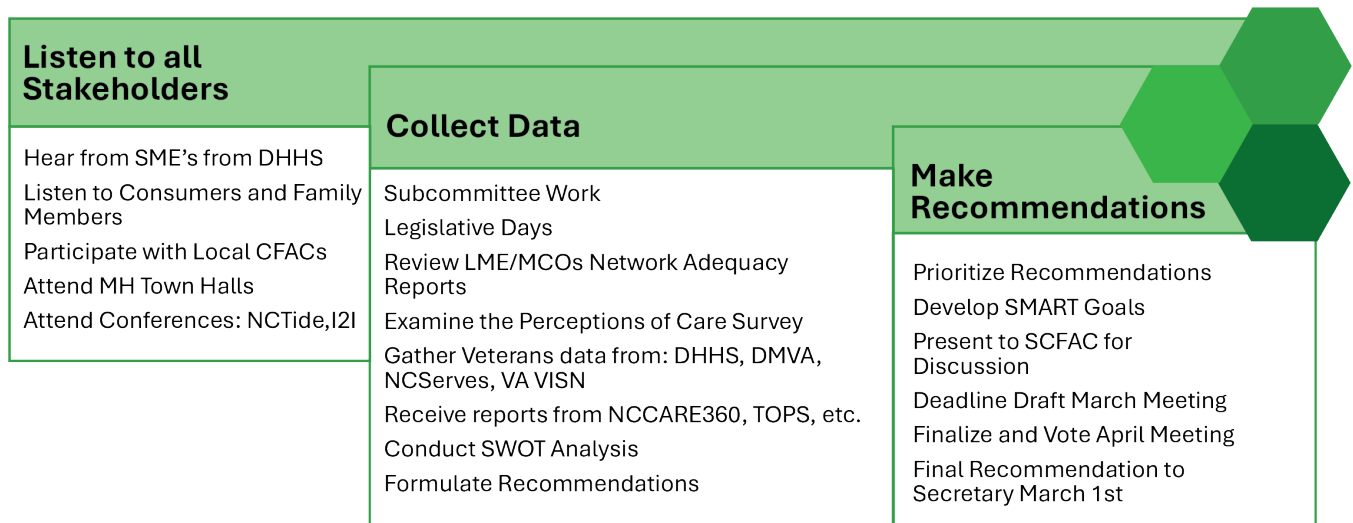 Listen to all
Stakeholders
Hear from SME's from DHHS
Listen to Consumers and Family
Members
Participate with Local CFACs
Attend MH Town Halls
Attend Conferences: NCTide,I2I
Collect Data
Subcommittee Work
Legislative Days
Review LME/MCOs Network Adequacy
Reports
Examine the Perceptions of Care Survey
Gather Veterans data from: DHHS, DMVA,
NCServes, VA VISN
Receive reports from NCCARE360, TOPS, etc.
Conduct SWOT Analysis
Formulate Recommendations
Make
Recommendations
Prioritize Recommendations
Develop SMART Goals
Present to SCFAC for
Discussion
Deadline Draft March Meeting
Finalize and Vote April Meeting
Final Recommendation to
Secretary March 1st